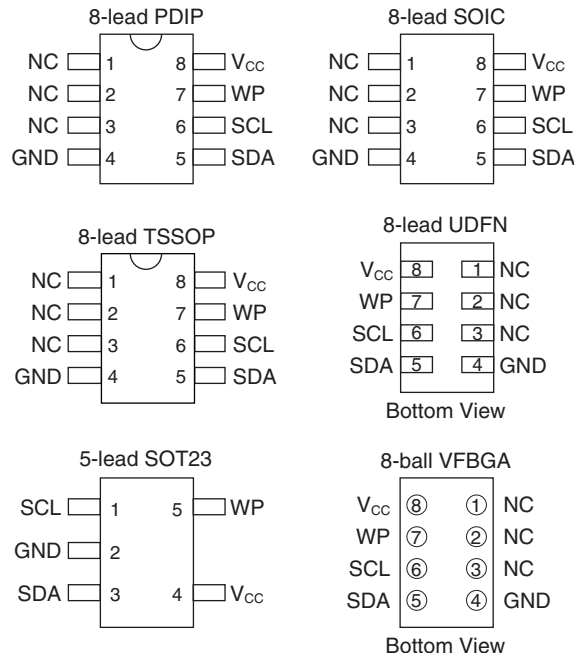 8-lead PDIP
NC 1 8 VCC
NC 2 7 WP
NC 3 6 SCL
GND 4 5 SDA
8-lead SOIC
NC 1 8 VCC
NC 2 7 WP
NC 3 6 SCL
GND 4 5 SDA
8-lead TSSOP
NC 1 8 VCC
NC 2 7 WP
NC 3 6 SCL
GND 4 5 SDA
8-lead UDFN
VCC 8 1 NC
WP 7 2 NC
SCL 6 3 NC
SDA 5 4 GND
Bottom View
5-lead SOT23
SCL 1 5 WP
GND 2
SDA 3 4 VCC
8-ball VFBGA
VCC 8 1 NC
WP 7 2 NC
SCL 6 3 NC
SDA 5 4 GND
Bottom View